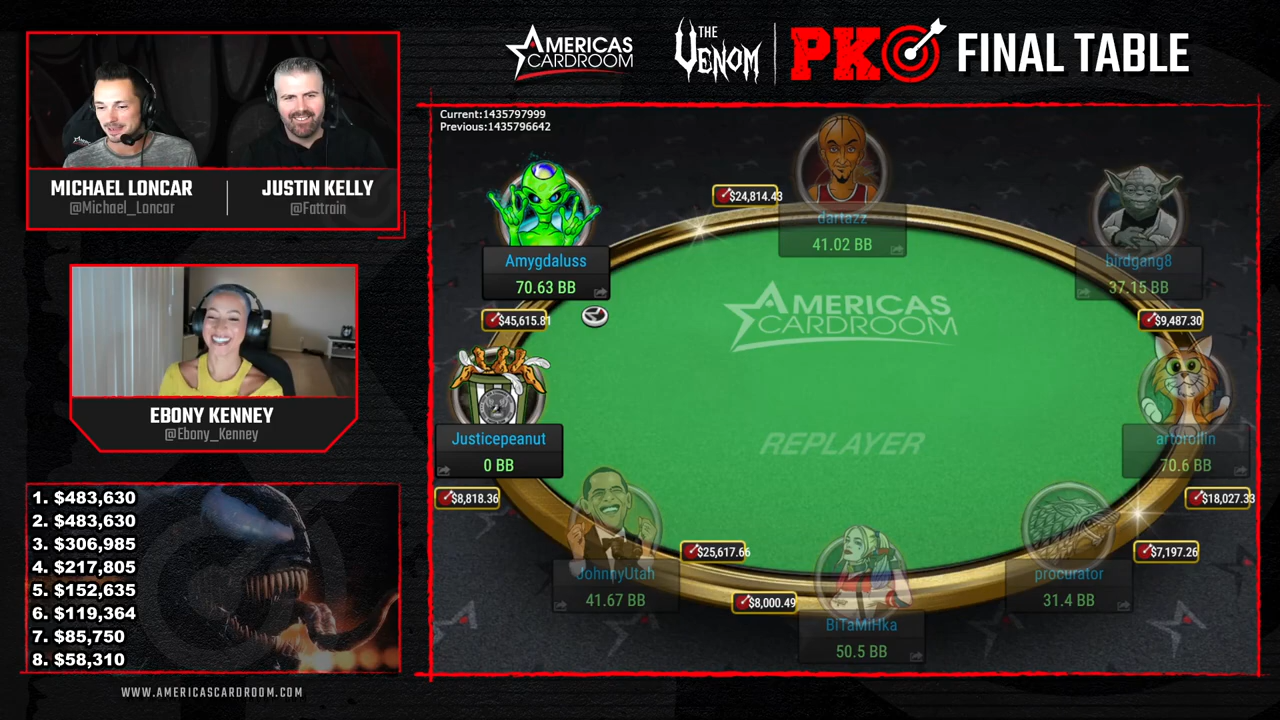 AMERICAS
CARDROOM
THE
VENOM
PKO FINAL TABLE
MICHAEL LONCAR
@Michael_Loncar
JUSTIN KELLY
@Fattrain
EBONY KENNEY
@Ebony_Kenney
1. $483,630
2. $483,630
3. $306,985
4. $217,805
5. $152,635
6. $119,364
7. $85,750
8. $58,310
WWW.AMERICASCARDROOM.COM
Current:1435797999
Previous:1435796642
$24,814.43
dartazz
41.02 BB
Amygdaluss
70.63 BB
$45,615.81
birdgang8
37.15 BB
$9,487.30
AMERICAS
CARDROOM
REPLAYER
Justicepeanut
0 BB
$8,818.36
artorollin
70.6 BB
$18,027.33
JohnnyUtah
41.67 BB
$25,617.66
BiTaMiHka
50.5 BB
$8,000.49
procurator
31.4 BB
$7,197.26